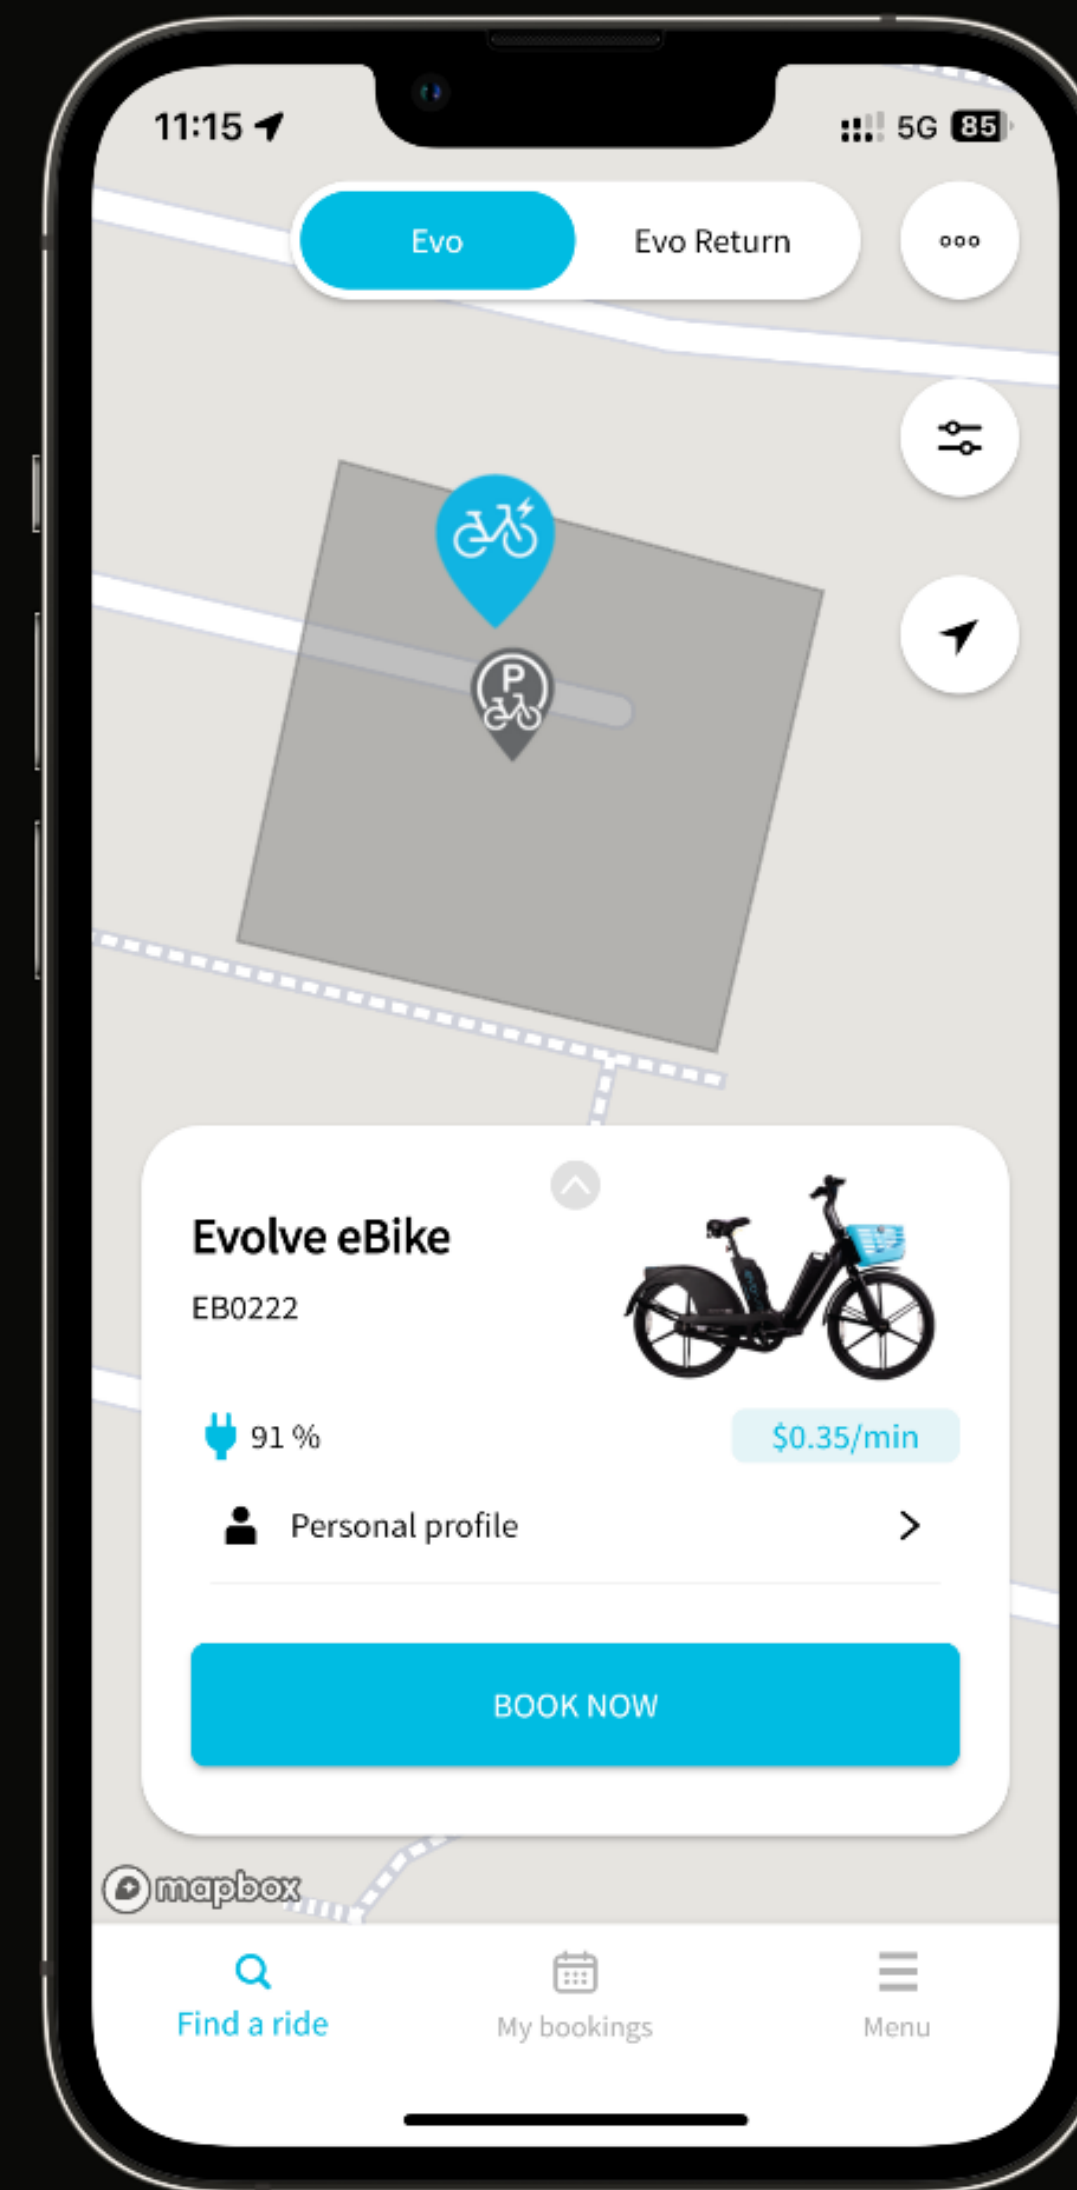 11:15
5G 85
Evo
Evo Return
P
Evolve eBike
EB0222
91 %
$0.35/min
Personal profile
BOOK NOW
mapbox
Find a ride
My bookings
Menu